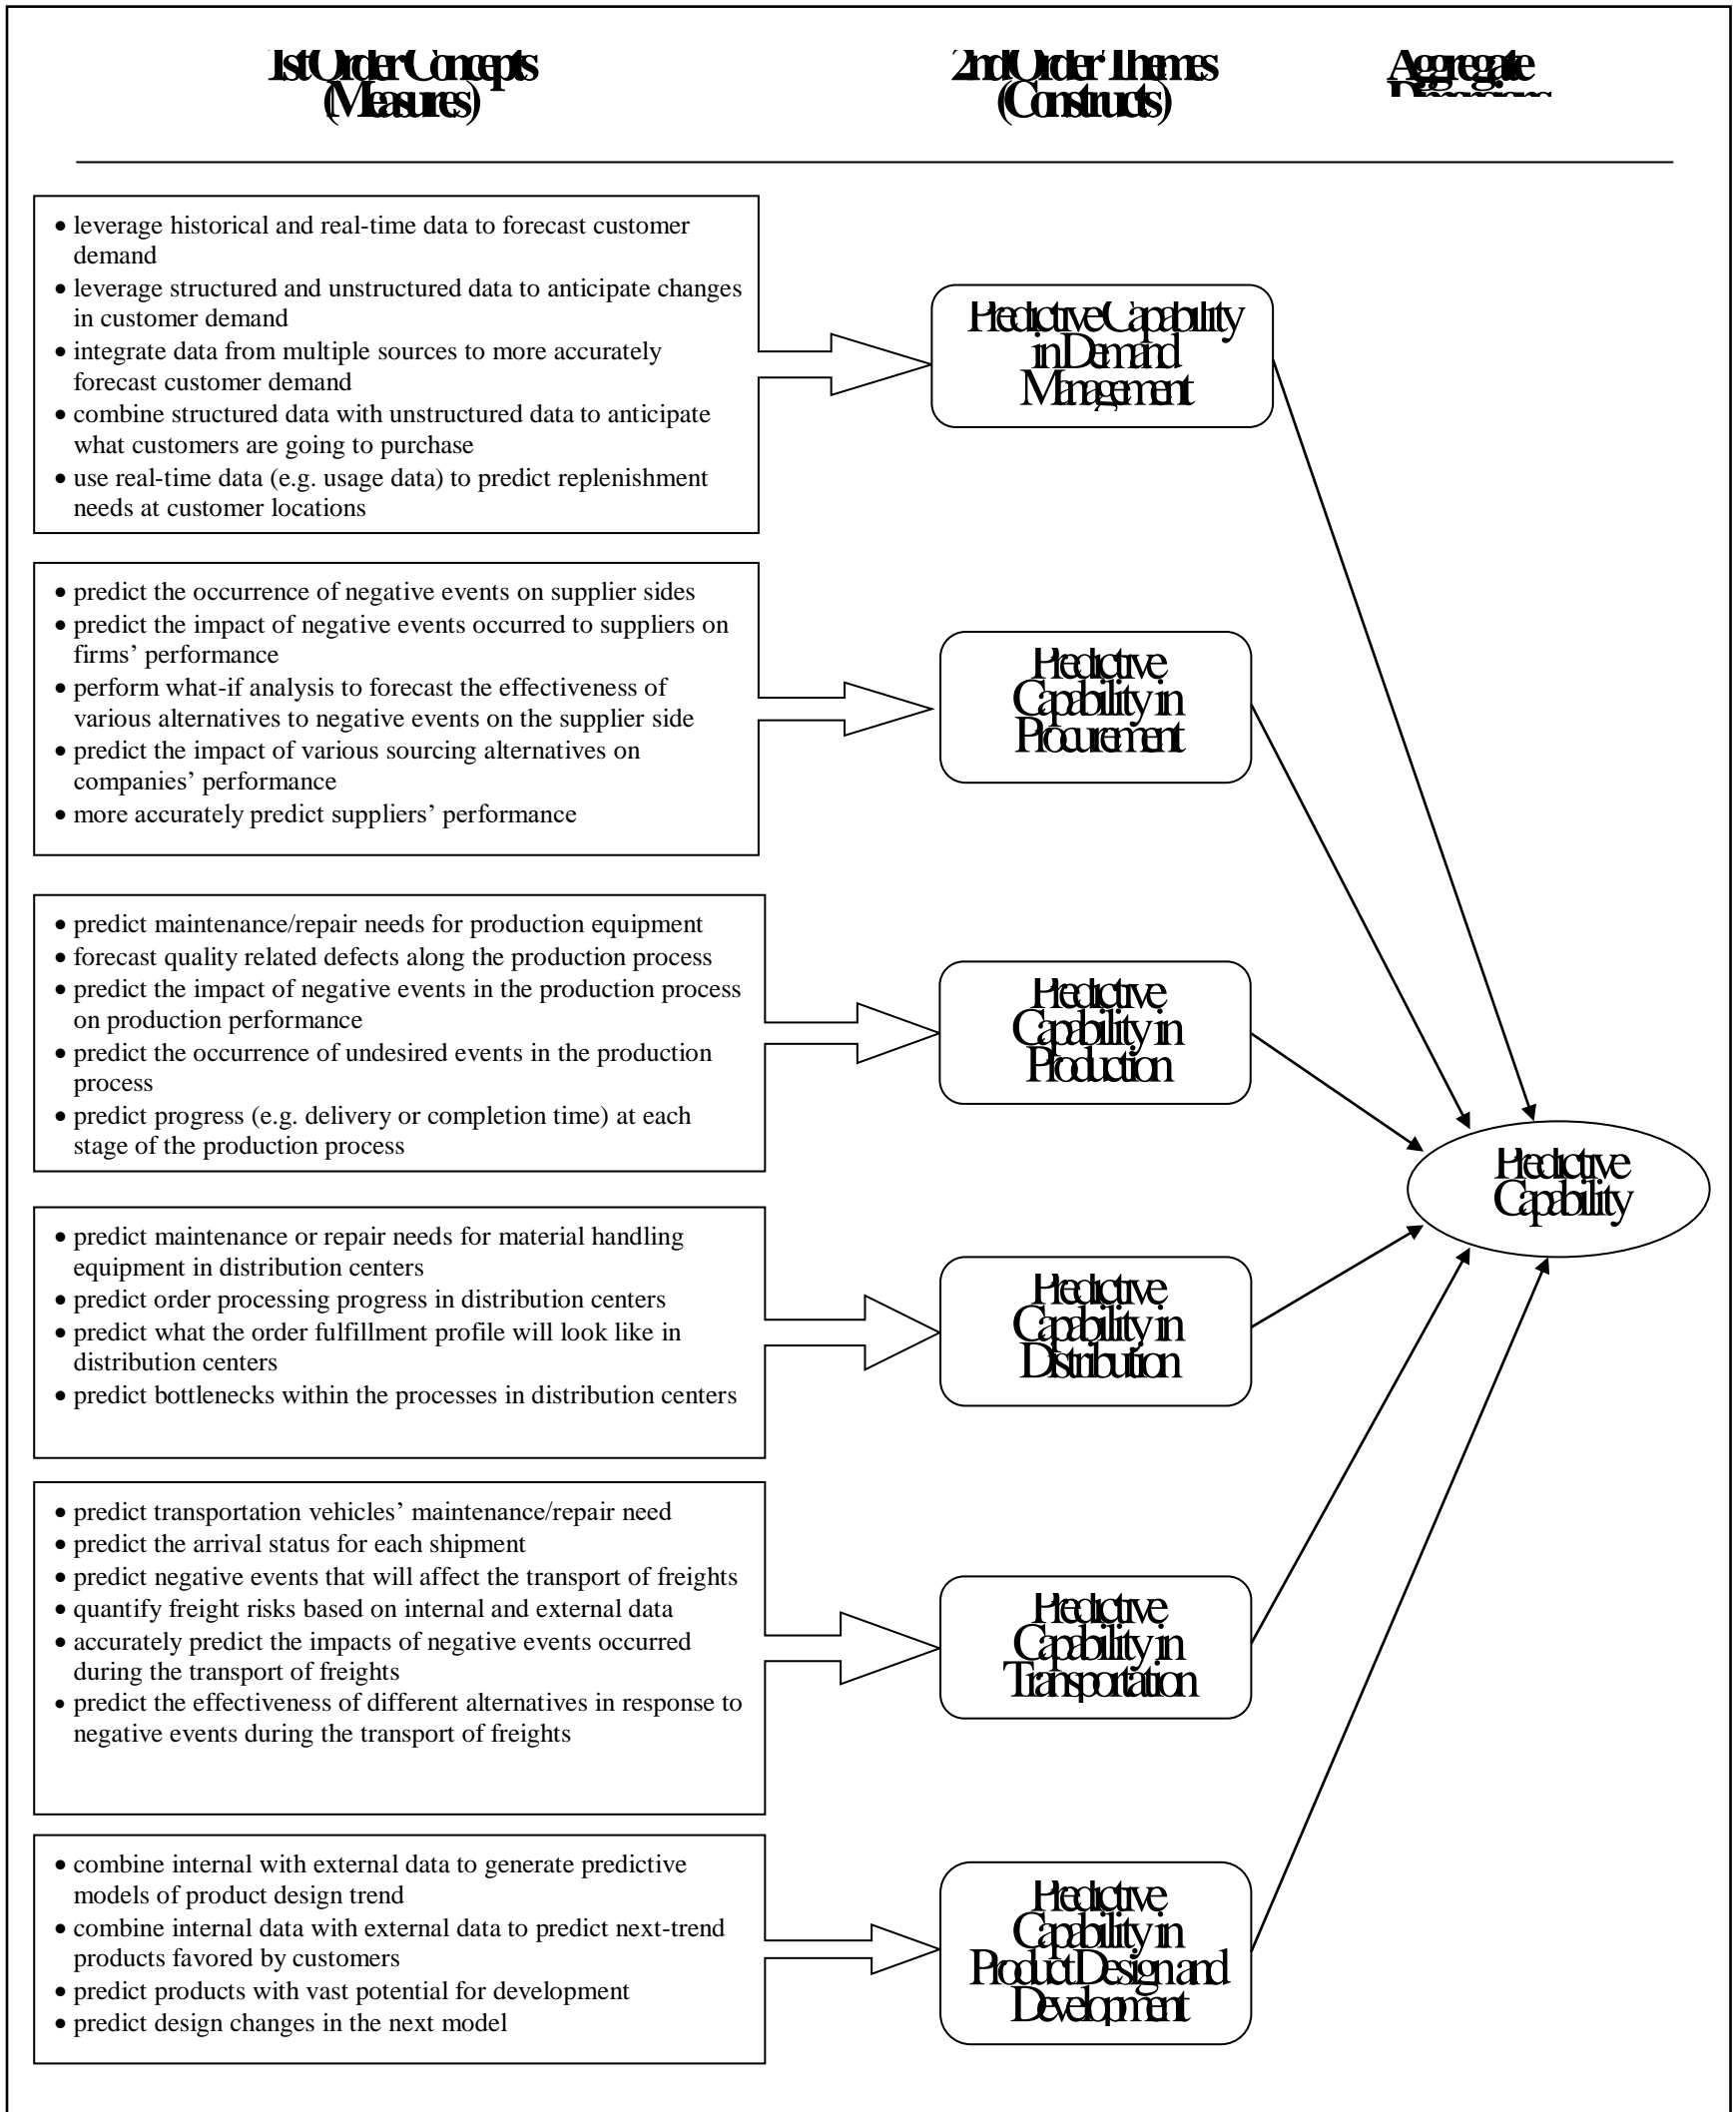 1st Order Concepts
(Measures)
2nd Order Themes
(Constructs)
Aggregate
Dimensions
• leverage historical and real-time data to forecast customer
demand
• leverage structured and unstructured data to anticipate changes
in customer demand
• integrate data from multiple sources to more accurately
forecast customer demand
• combine structured data with unstructured data to anticipate
what customers are going to purchase
• use real-time data (e.g. usage data) to predict replenishment
needs at customer locations
Predictive Capability
in Demand
Management
• predict the occurrence of negative events on supplier sides
• predict the impact of negative events occurred to suppliers on
firms’ performance
• perform what-if analysis to forecast the effectiveness of
various alternatives to negative events on the supplier side
• predict the impact of various sourcing alternatives on
companies’ performance
• more accurately predict suppliers’ performance
Predictive
Capability in
Procurement
• predict maintenance/repair needs for production equipment
• forecast quality related defects along the production process
• predict the impact of negative events in the production process
on production performance
• predict the occurrence of undesired events in the production
process
• predict progress (e.g. delivery or completion time) at each
stage of the production process
Predictive
Capability in
Production
Predictive
Capability
• predict maintenance or repair needs for material handling
equipment in distribution centers
• predict order processing progress in distribution centers
• predict what the order fulfillment profile will look like in
distribution centers
• predict bottlenecks within the processes in distribution centers
Predictive
Capability in
Distribution
• predict transportation vehicles’ maintenance/repair need
• predict the arrival status for each shipment
• predict negative events that will affect the transport of freights
• quantify freight risks based on internal and external data
• accurately predict the impacts of negative events occurred
during the transport of freights
• predict the effectiveness of different alternatives in response to
negative events during the transport of freights
Predictive
Capability in
Transportation
• combine internal with external data to generate predictive
models of product design trend
• combine internal data with external data to predict next-trend
products favored by customers
• predict products with vast potential for development
• predict design changes in the next model
Predictive
Capability in
Product Design and
Development